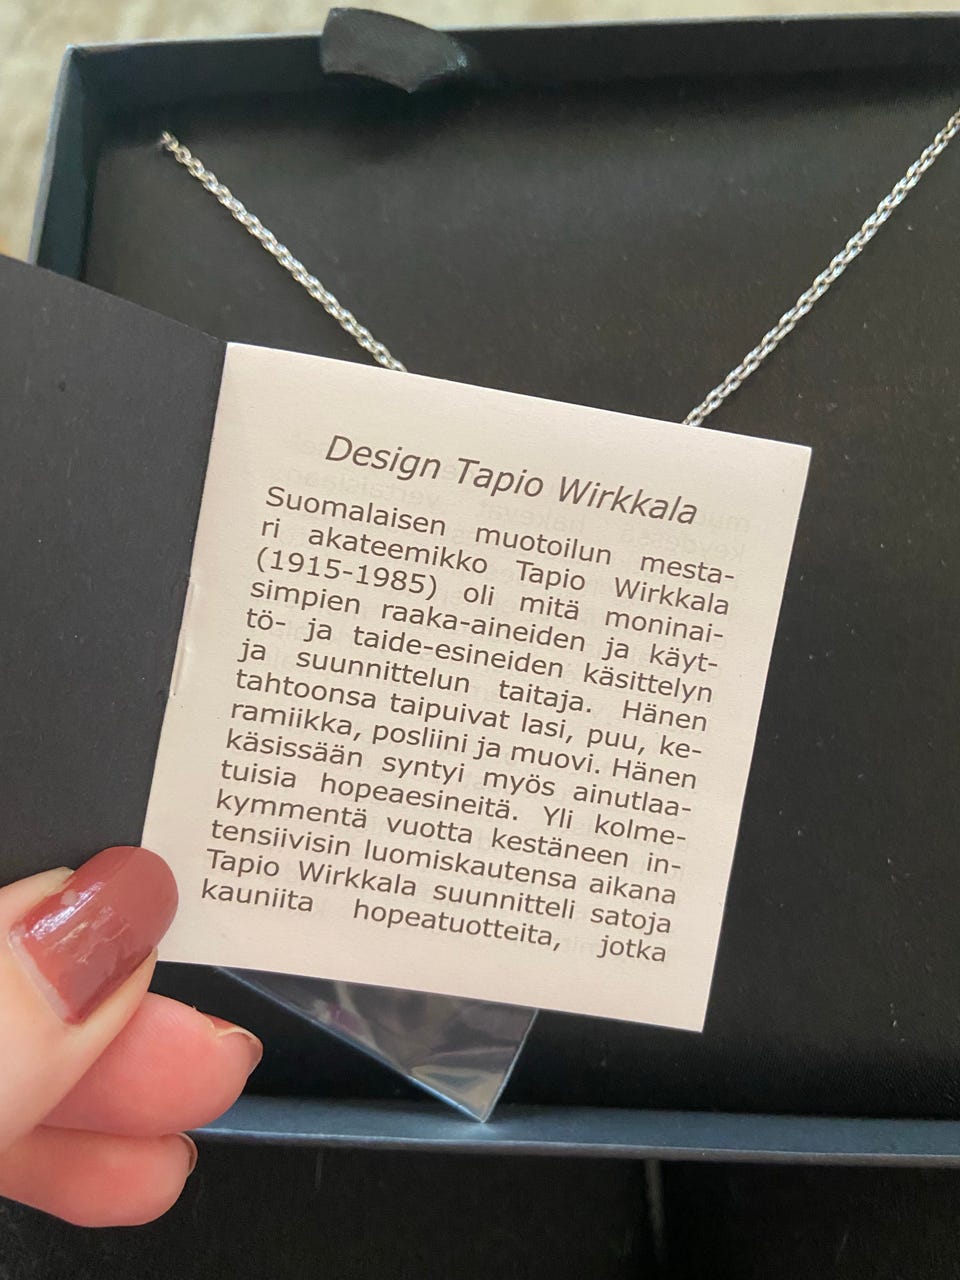 Design Tapio Wirkkala
Suomalaisen muotoilun mesta-
ri akateemikko Tapio Wirkkala
(1915-1985) oli mitä moninai-
simpien raaka-aineiden ja käyt-
tö- ja taide-esineiden käsittelyn
ja suunnittelun taitaja. Hänen
tahtoonsa taipuivat lasi, puu, ke-
ramiikka, posliini ja muovi. Hänen
käsissään syntyi myös ainutlaa-
tuisia hopeaesineitä. Yli kolme-
kymmentä vuotta kestäneen in-
tensiivisin luomiskautensa aikana
Tapio Wirkkala suunnitteli satoja
kauniita hopeatuotteita, jotka